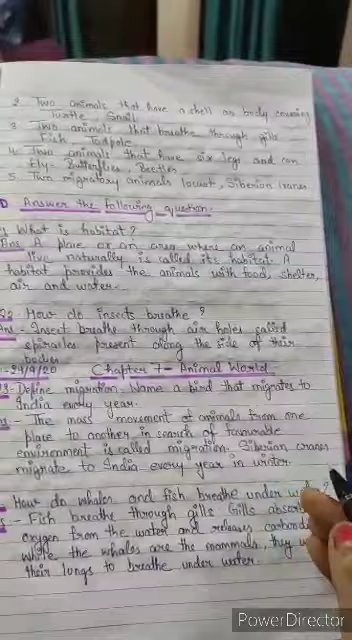 2. Two animals that have a shell as body covering
Turtle Snail
3. Two animals that breathe through gills
Fish Tadpole
4. Two animals that have six legs and can
fly- Butterflies, Beetles
5. Two migratory animals locust, Siberian cranes
D Answer the following question-
What is habitat?
Ans- A place or an area where an animal
live naturally is called its habitat. A
habitat provides the animals with food, shelter,
air and water.
Q2- How do insects breathe?
Ans- Insect breathe through air holes called
spiracles present along the side of their
bodies
29/9/20 Chapter 7- Animal World
Define migration. Name a bird that migrates to
India every year.
The mass movement of animals from one
place to another in search of favourable
environment is called migration. Siberian cranes
migrate to India every year in winter.
How do whales and fish breathe under
Fish breathe through gills Gills absorb
oxygen from the water and releases
While the whales are the mammals, they
their lungs to breathe under water.
PowerDirector